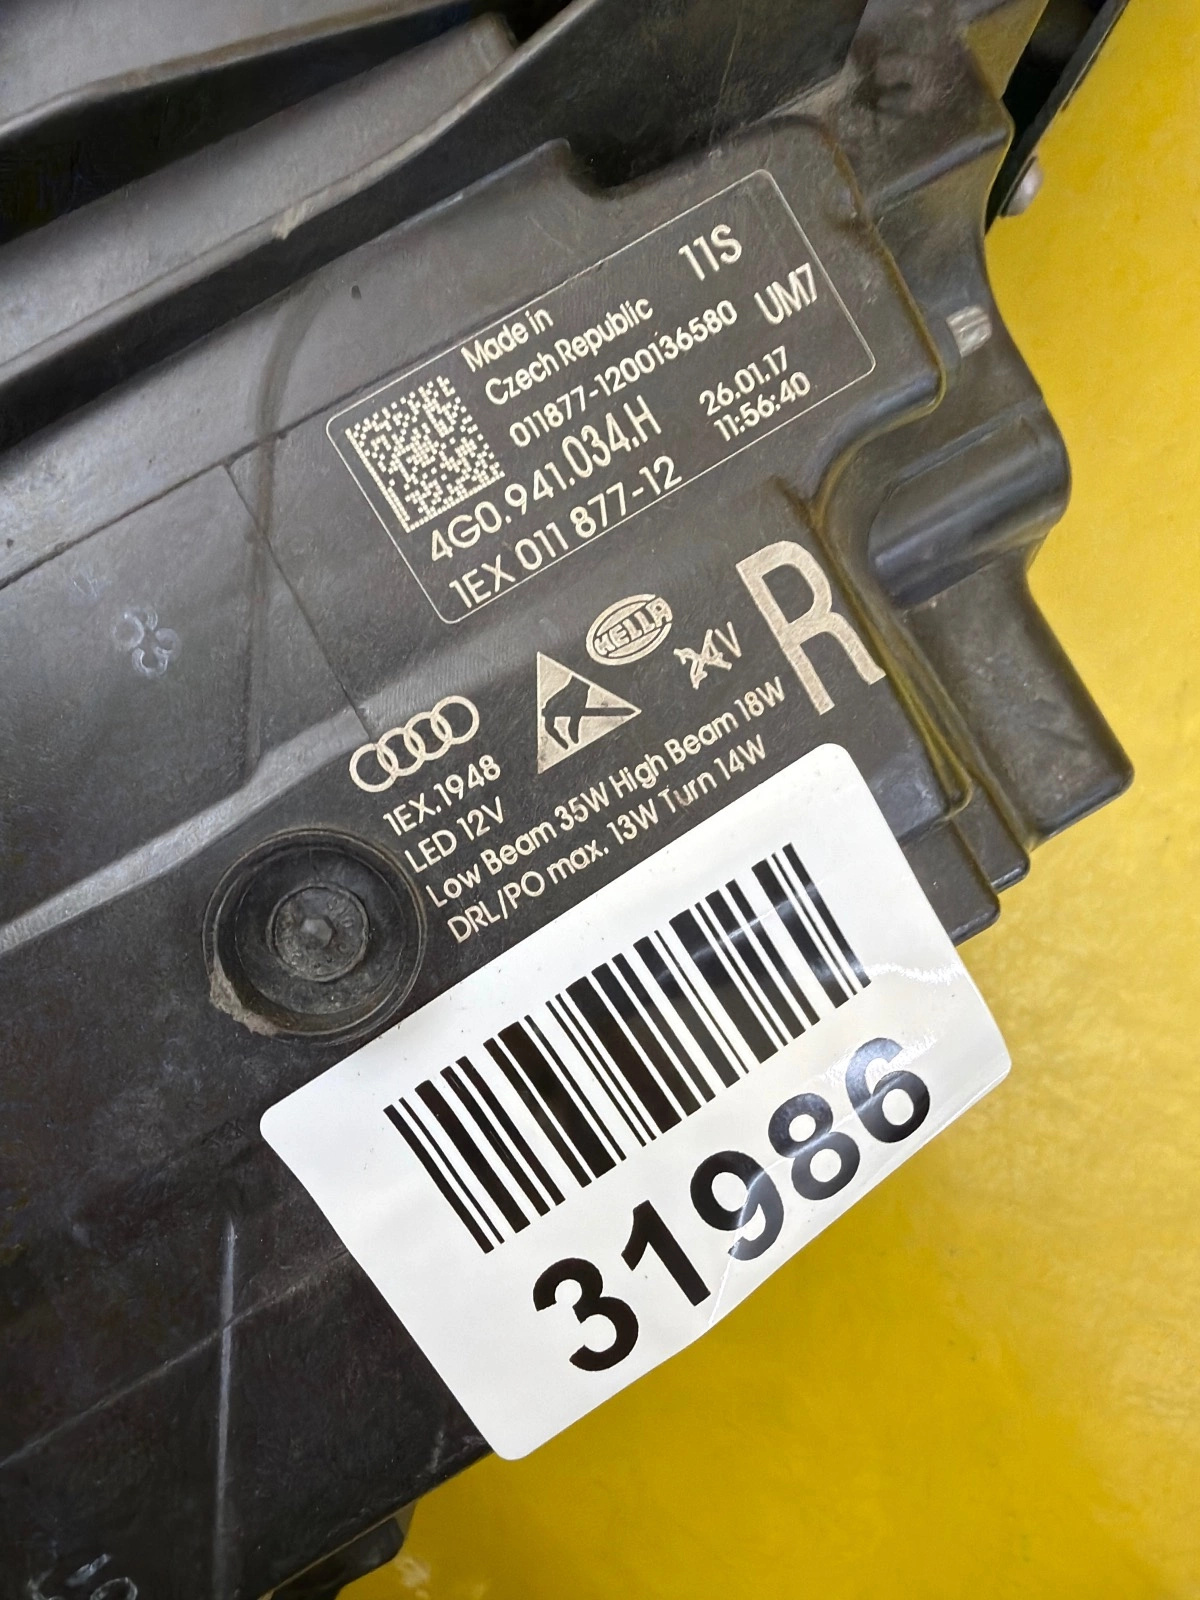 11S
Made in
Czech Republic
011877-1200136580 UM7
4G0.941.034.H 26.01.17
1EX 011 877-12 11:56:40
HELLA
24V
R
1EX.1948
LED 12V
Low Beam 35W High Beam 18W
DRL/PO max. 13W Turn 14W
31986